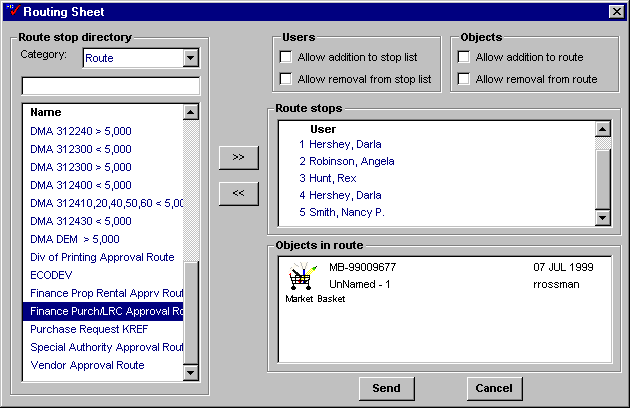 Routing Sheet
Route stop directory
Category: Route
Name
DMA 312240 > 5,000
DMA 312300 < 5,000
DMA 312300 > 5,000
DMA 312400 < 5,000
DMA 312410,20,40,50,60 < 5,00
DMA 312430 < 5,000
DMA DEM > 5,000
Div of Printing Approval Route
ECODEV
Finance Prop Rental Apprv Rout
Finance Purch/LRC Approval Ro
Purchase Request KREF
Special Authority Approval Rout
Vendor Approval Route
>>
<<
Users
Allow addition to stop list
Allow removal from stop list
Objects
Allow addition to route
Allow removal from route
Route stops
User
1 Hershey, Darla
2 Robinson, Angela
3 Hunt, Rex
4 Hershey, Darla
5 Smith, Nancy P.
Objects in route
MB-99009677 07 JUL 1999
UnNamed - 1 rrossman
Market Basket
Send Cancel